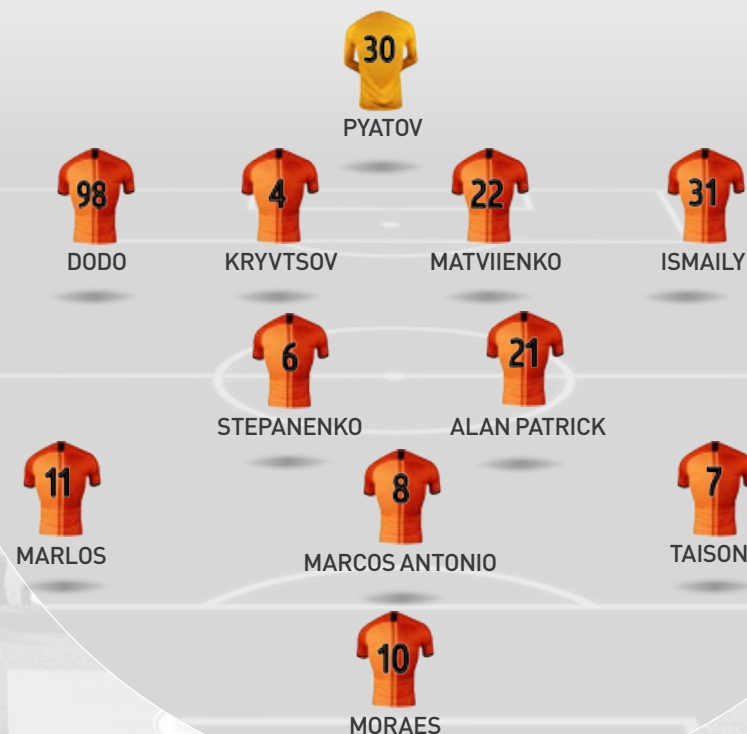 30
PYATOV
98 4 22 31
DODO KRYVTSOV MATVIIENKO ISMAILY
6 21
STEPANENKO ALAN PATRICK
11 8 7
MARLOS MARCOS ANTONIO TAISON
10
MORAES